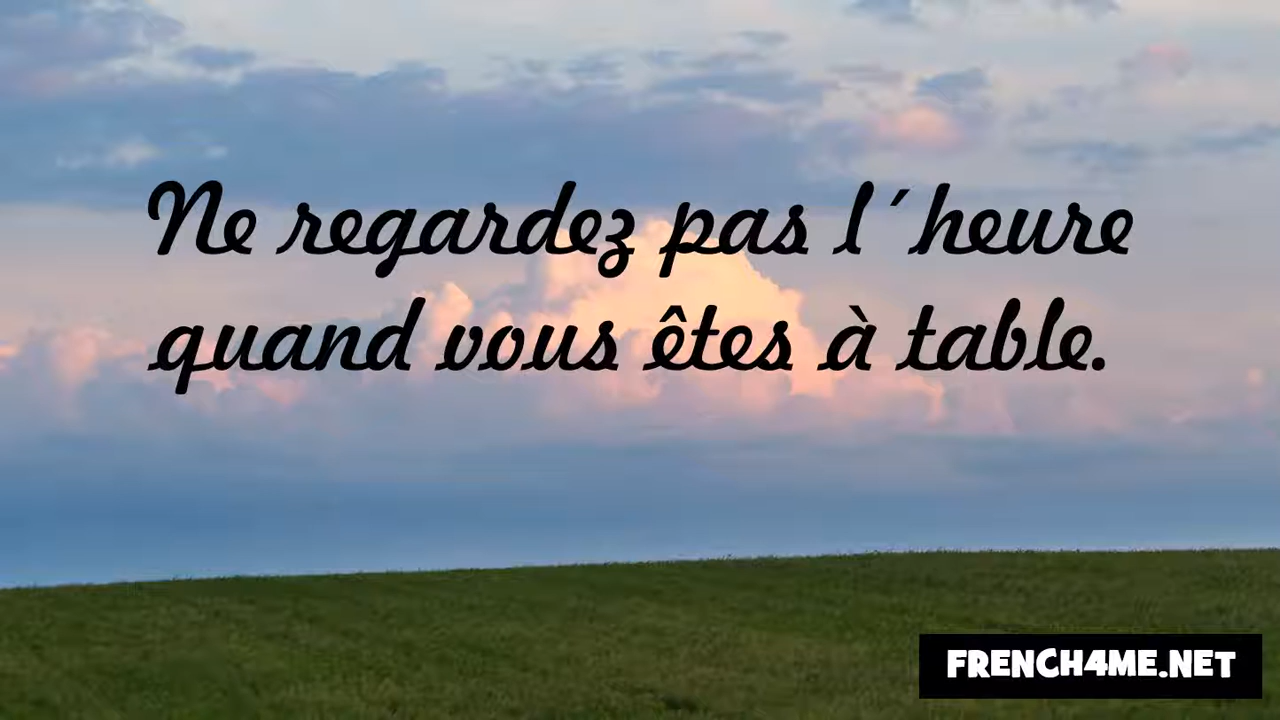 Ne regardez pas l´heure
quand vous êtes à table.
FRENCH4ME.NET